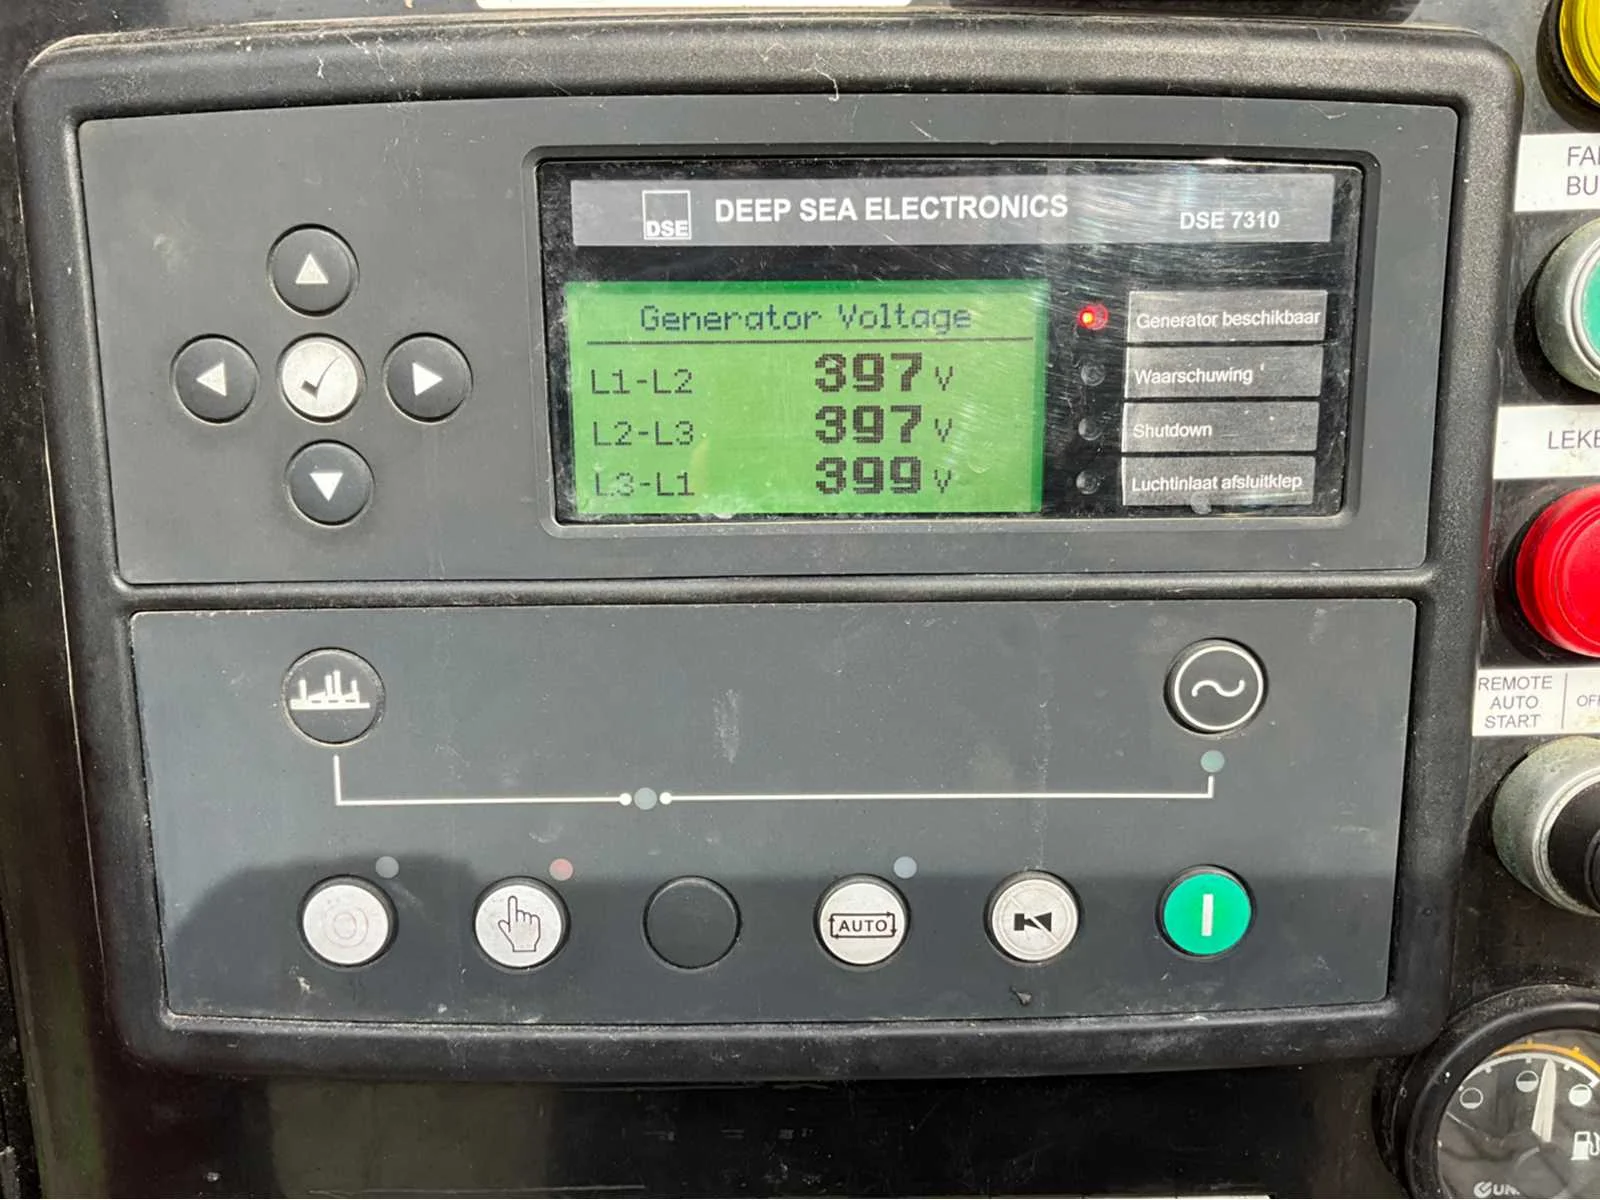 DSE
DEEP SEA ELECTRONICS
DSE 7310
Generator Voltage
L1-L2 397 V
L2-L3 397 V
L3-L1 399 V
Generator beschikbaar
Waarschuwing
Shutdown
Luchtinlaat afsluitklep
AUTO
REMOTE
AUTO
START